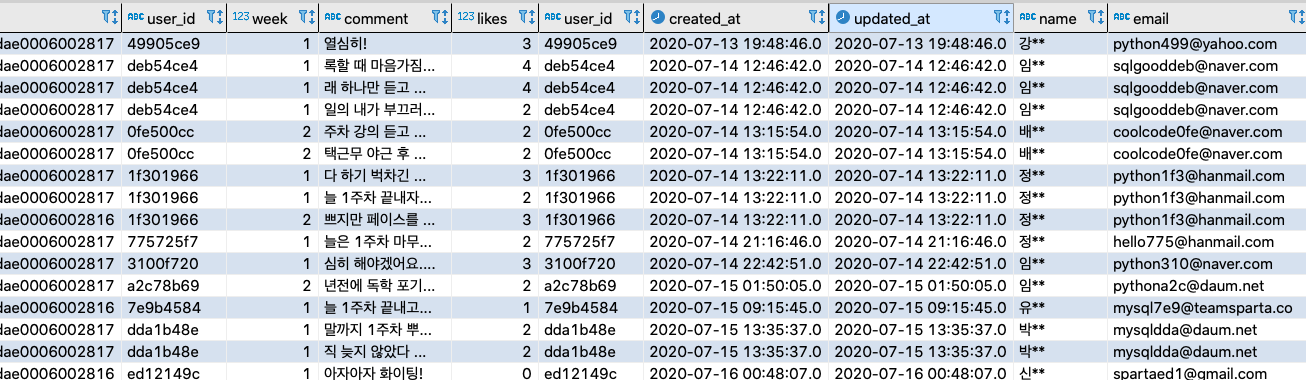 ABC user_id 123 week ABC comment 123 likes ABC user_id created_at updated_at ABC name ABC email
dae0006002817 49905ce9 1 열심히! 3 49905ce9 2020-07-13 19:48:46.0 2020-07-13 19:48:46.0 강** python499@yahoo.com
dae0006002817 deb54ce4 1 록할 때 마음가짐... 4 deb54ce4 2020-07-14 12:46:42.0 2020-07-14 12:46:42.0 임** sqlgooddeb@naver.com
dae0006002817 deb54ce4 1 래 하나만 듣고 ... 4 deb54ce4 2020-07-14 12:46:42.0 2020-07-14 12:46:42.0 임** sqlgooddeb@naver.com
dae0006002817 deb54ce4 1 일의 내가 부끄러... 2 deb54ce4 2020-07-14 12:46:42.0 2020-07-14 12:46:42.0 임** sqlgooddeb@naver.com
dae0006002817 0fe500cc 2 주차 강의 듣고 ... 2 0fe500cc 2020-07-14 13:15:54.0 2020-07-14 13:15:54.0 배** coolcode0fe@naver.com
dae0006002817 0fe500cc 2 택근무 야근 후 ... 2 0fe500cc 2020-07-14 13:15:54.0 2020-07-14 13:15:54.0 배** coolcode0fe@naver.com
dae0006002817 1f301966 1 다 하기 벅차긴 ... 3 1f301966 2020-07-14 13:22:11.0 2020-07-14 13:22:11.0 정** python1f3@hanmail.com
dae0006002817 1f301966 1 늘 1주차 끝내자... 2 1f301966 2020-07-14 13:22:11.0 2020-07-14 13:22:11.0 정** python1f3@hanmail.com
dae0006002816 1f301966 2 쁘지만 페이스를 ... 3 1f301966 2020-07-14 13:22:11.0 2020-07-14 13:22:11.0 정** python1f3@hanmail.com
dae0006002817 775725f7 1 늘은 1주차 마무... 2 775725f7 2020-07-14 21:16:46.0 2020-07-14 21:16:46.0 정** hello775@hanmail.com
dae0006002817 3100f720 1 심히 해야겠어요.... 3 3100f720 2020-07-14 22:42:51.0 2020-07-14 22:42:51.0 임** python310@naver.com
dae0006002817 a2c78b69 2 년전에 독학 포기... 2 a2c78b69 2020-07-15 01:50:05.0 2020-07-15 01:50:05.0 임** pythona2c@daum.net
dae0006002816 7e9b4584 1 늘 1주차 끝내고... 1 7e9b4584 2020-07-15 09:15:45.0 2020-07-15 09:15:45.0 유** mysql7e9@teamsparta.co
dae0006002817 dda1b48e 1 말까지 1주차 뿌... 2 dda1b48e 2020-07-15 13:35:37.0 2020-07-15 13:35:37.0 박** mysqldda@daum.net
dae0006002817 dda1b48e 1 직 늦지 않았다 ... 2 dda1b48e 2020-07-15 13:35:37.0 2020-07-15 13:35:37.0 박** mysqldda@daum.net
dae0006002816 ed12149c 1 아자아자 화이팅! 0 ed12149c 2020-07-16 00:48:07.0 2020-07-16 00:48:07.0 신** spartaed1@gmail.com